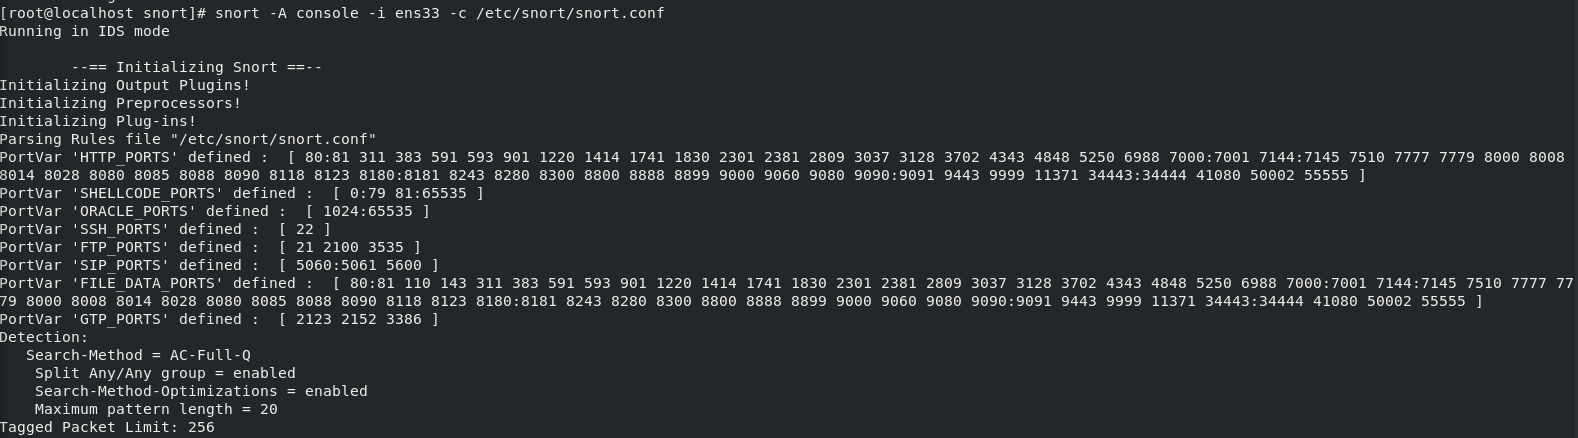 [root@localhost snort]# snort -A console -i ens33 -c /etc/snort/snort.conf
Running in IDS mode
--== Initializing Snort ==--
Initializing Output Plugins!
Initializing Preprocessors!
Initializing Plug-ins!
Parsing Rules file "/etc/snort/snort.conf"
PortVar 'HTTP_PORTS' defined :  [ 80:81 311 383 591 593 901 1220 1414 1741 1830 2301 2381 2809 3037 3128 3702 4343 4848 5250 6988 7000:7001 7144:7145 7510 7777 7779 8000 8008
8014 8028 8080 8085 8088 8090 8118 8123 8180:8181 8243 8280 8300 8800 8888 8899 9000 9060 9080 9090:9091 9443 9999 11371 34443:34444 41080 50002 55555 ]
PortVar 'SHELLCODE_PORTS' defined :  [ 0:79 81:65535 ]
PortVar 'ORACLE_PORTS' defined :  [ 1024:65535 ]
PortVar 'SSH_PORTS' defined :  [ 22 ]
PortVar 'FTP_PORTS' defined :  [ 21 2100 3535 ]
PortVar 'SIP_PORTS' defined :  [ 5060:5061 5600 ]
PortVar 'FILE_DATA_PORTS' defined :  [ 80:81 110 143 311 383 591 593 901 1220 1414 1741 1830 2301 2381 2809 3037 3128 3702 4343 4848 5250 6988 7000:7001 7144:7145 7510 7777 77
79 8000 8008 8014 8028 8080 8085 8088 8090 8118 8123 8180:8181 8243 8280 8300 8800 8888 8899 9000 9060 9080 9090:9091 9443 9999 11371 34443:34444 41080 50002 55555 ]
PortVar 'GTP_PORTS' defined :  [ 2123 2152 3386 ]
Detection:
   Search-Method = AC-Full-Q
    Split Any/Any group = enabled
    Search-Method-Optimizations = enabled
    Maximum pattern length = 20
Tagged Packet Limit: 256